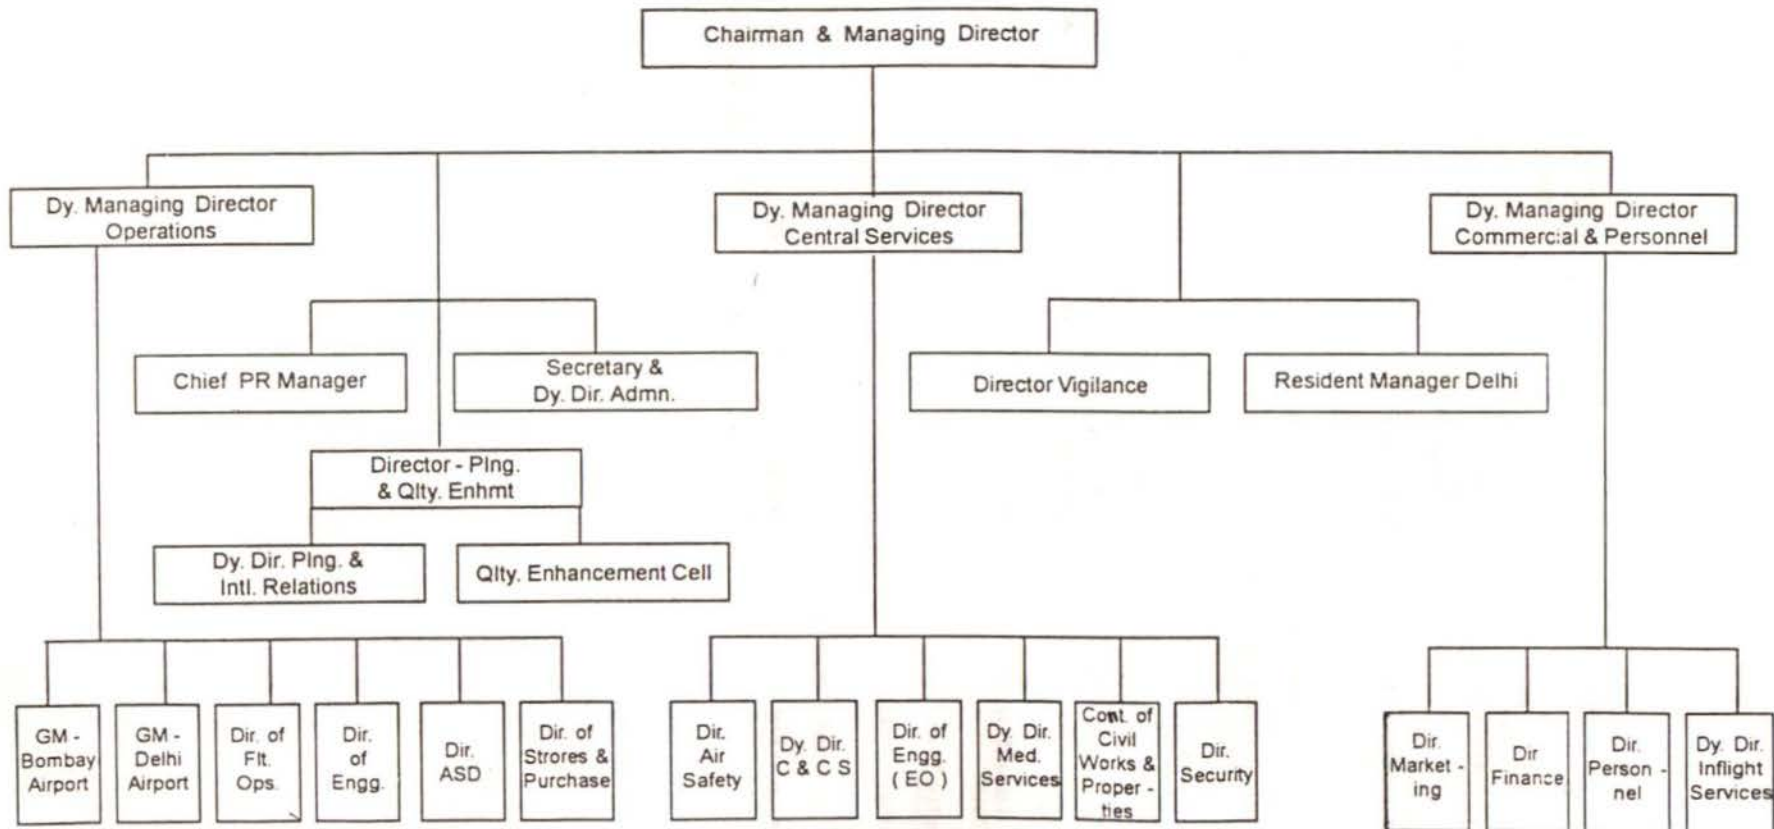 Chairman & Managing Director
Dy. Managing Director
Operations
Dy. Managing Director
Central Services
Dy. Managing Director
Commercial & Personnel
Chief PR Manager
Secretary &
Dy. Dir. Admn.
Director Vigilance
Resident Manager Delhi
Director - Plng.
& Qlty. Enhmt
Dy. Dir. Plng. &
Intl. Relations
Qlty. Enhancement Cell
GM -
Bombay
Airport
GM -
Delhi
Airport
Dir. of
Flt.
Ops.
Dir.
of
Engg.
Dir.
ASD
Dir. of
Strores &
Purchase
Dir.
Air
Safety
Dy. Dir.
C & C S
Dir. of
Engg.
( EO )
Dy. Dir.
Med.
Services
Cont. of
Civil
Works &
Proper -
ties
Dir.
Security
Dir.
Market -
ing
Dir
Finance
Dir.
Person -
nel
Dy. Dir.
Inflight
Services